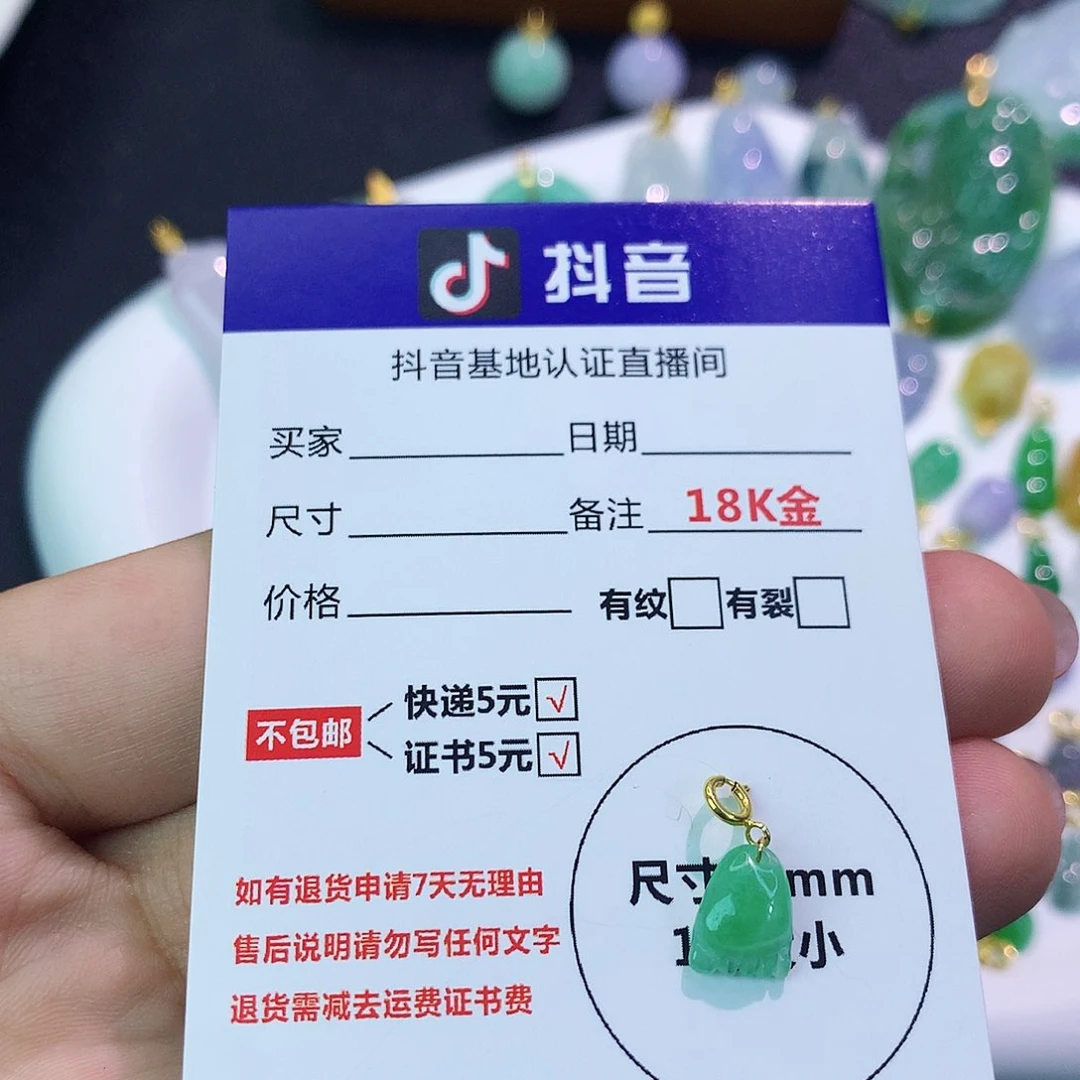 抖音
抖音基地认证直播间
买家 日期
尺寸 备注 18K金
价格 有纹 有裂
不包邮
快递5元 √
证书5元 √
如有退货申请7天无理由
售后说明请勿写任何文字
退货需减去运费证书费
尺寸 mm
1 小